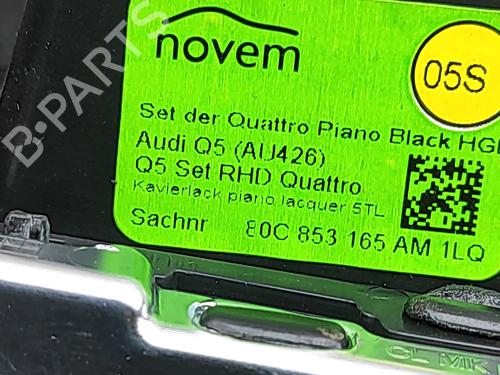 novem
05S
Set der Quattro Piano Black HGL
Audi Q5 (AU426)
Q5 Set RHD Quattro
Kavierlack piano lacquer 5TL
Sachnr 80C 853 165 AM 1LQ
B-PARTS